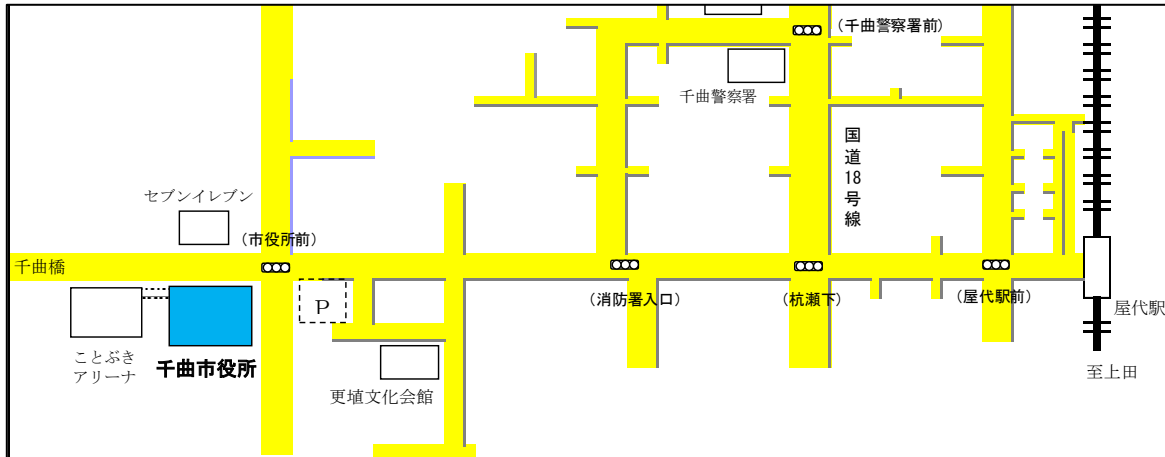 (千曲警察署前)
千曲警察署
国道18号線
セブンイレブン
(市役所前)
千曲橋
P
(消防署入口)
(杭瀬下)
(屋代駅前)
屋代駅
ことぶき
アリーナ
千曲市役所
更埴文化会館
至上田